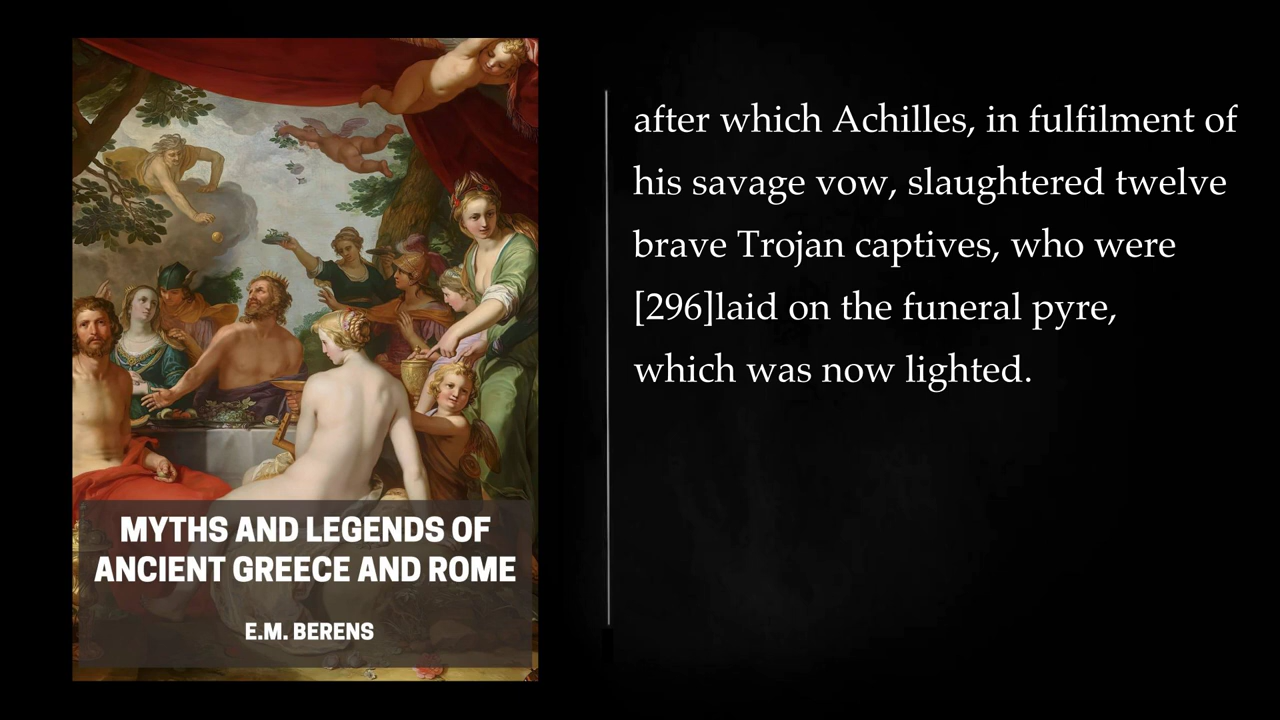 after which Achilles, in fulfilment of
his savage vow, slaughtered twelve
brave Trojan captives, who were
[296]laid on the funeral pyre,
which was now lighted.
MYTHS AND LEGENDS OF
ANCIENT GREECE AND ROME
E.M. BERENS